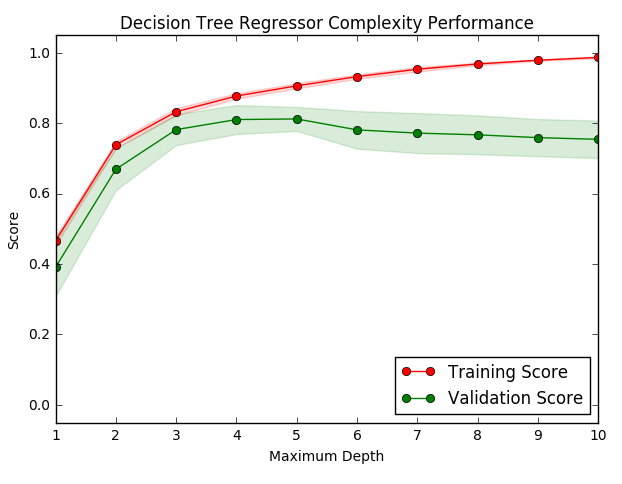 Decision Tree Regressor Complexity Performance
1.0
0.8
0.6
0.4
0.2
0.0
Score
1 2 3 4 5 6 7 8 9 10
Maximum Depth
Training Score
Validation Score